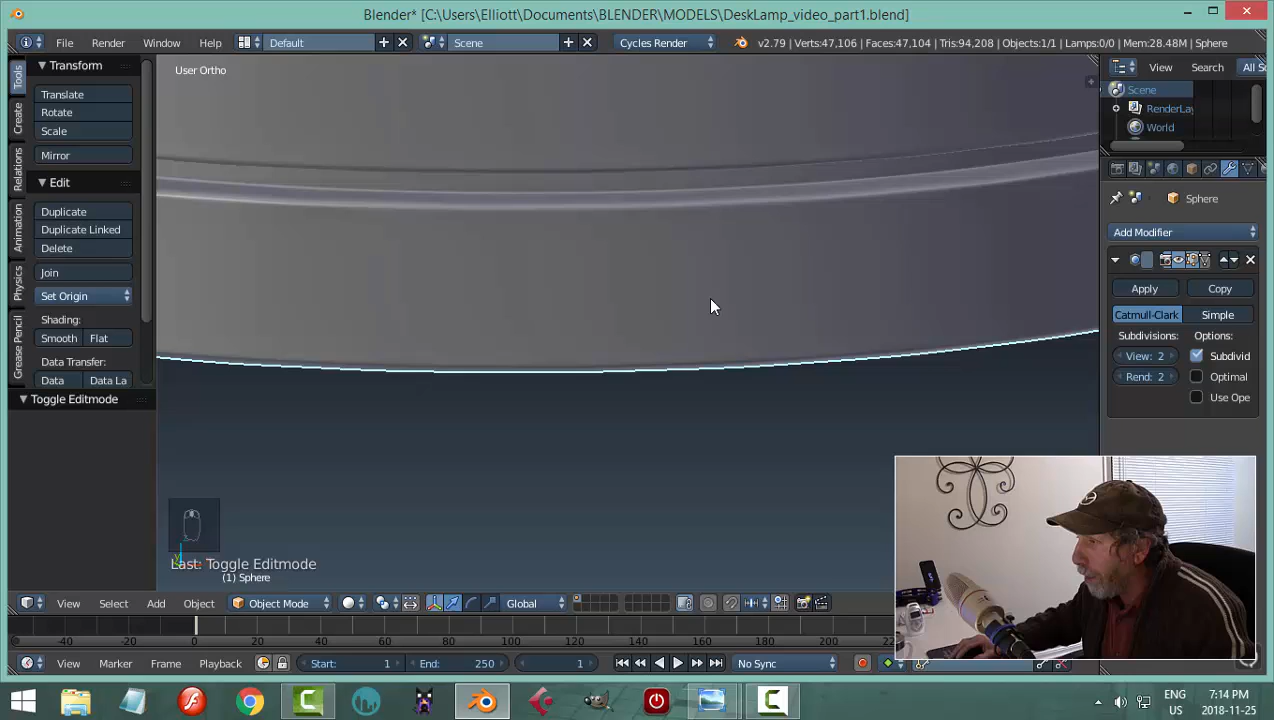 Blender* [C:\Users\Elliott\Documents\BLENDER\MODELS\DeskLamp_video_part1.blend]
File Render Window Help Default Scene Cycles Render v2.79 | Verts:47,106 | Faces:47,104 | Tris:94,208 | Objects:1/1 | Lamps:0/0 | Mem:28.48M | Sphere
View Search All Sc
Tools
Create
Relations
Animation
Physics
Grease Pencil
Transform
Translate
Rotate
Scale
Mirror
Edit
Duplicate
Duplicate Linked
Delete
Join
Set Origin
Shading:
Smooth Flat
Data Transfer:
Data Data La
Toggle Editmode
User Ortho
Last: Toggle Editmode
(1) Sphere
Scene
RenderLay
World
Sphere
Add Modifier
Apply Copy
Catmull-Clark Simple
Subdivisions: Options:
View: 2 Subdivid
Rend: 2 Optimal
Use Ope
View Select Add Object Object Mode Global
-40 -20 0 20 40 60 80 100 120 140 160 180 200
View Marker Frame Playback Start: 1 End: 250 1 No Sync
ENG 7:14 PM
US 2018-11-25